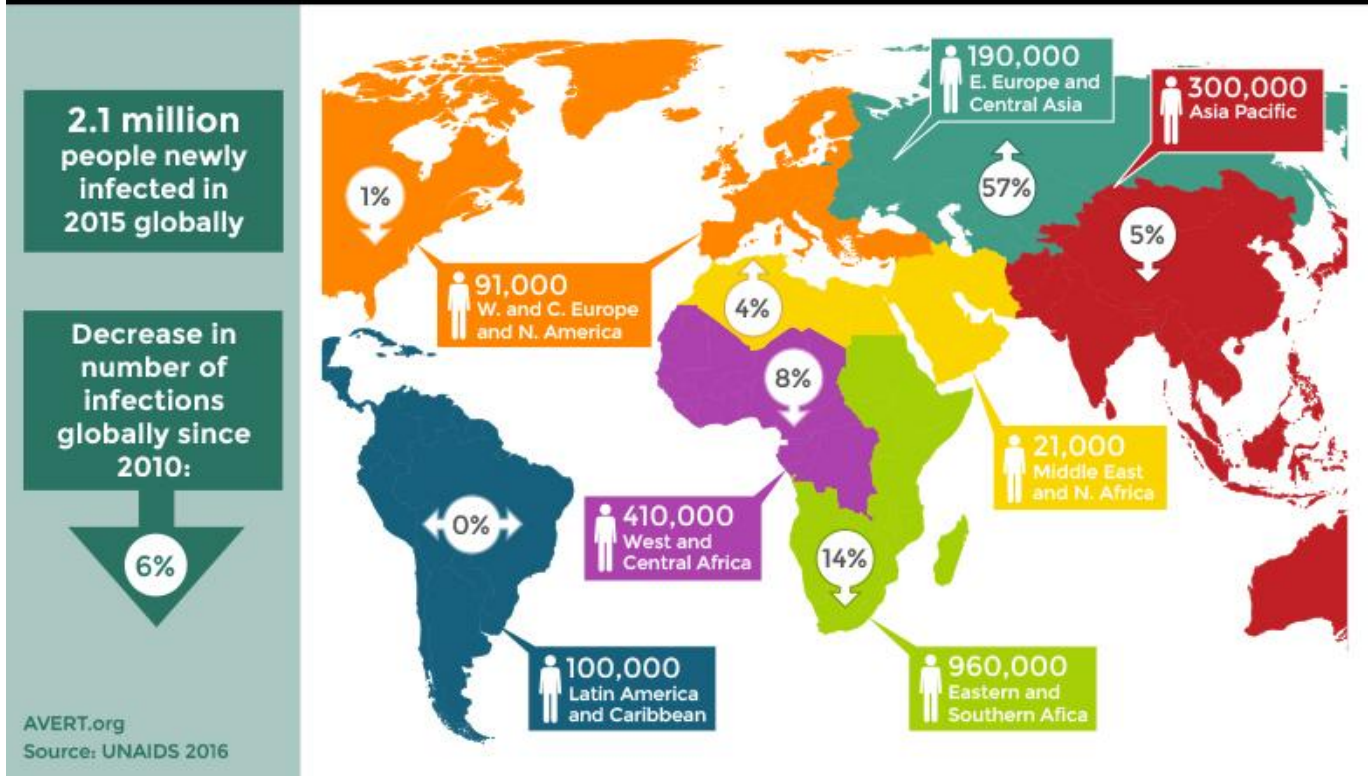 2.1 million
people newly
infected in
2015 globally
Decrease in
number of
infections
globally since
2010:
6%
AVERT.org
Source: UNAIDS 2016
1%
91,000
W. and C. Europe
and N. America
190,000
E. Europe and
Central Asia
57%
300,000
Asia Pacific
5%
4%
21,000
Middle East
and N. Africa
8%
410,000
West and
Central Africa
0%
100,000
Latin America
and Caribbean
14%
960,000
Eastern and
Southern Afica